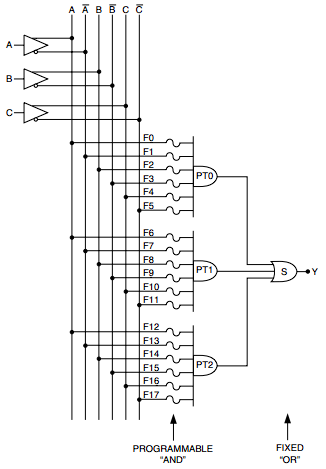 A A̅ B B̅ C C̅
A
B
C
F0
F1
F2
F3
F4
F5
PT0
F6
F7
F8
F9
F10
F11
PT1
S
Y
F12
F13
F14
F15
F16
F17
PT2
PROGRAMMABLE
"AND"
FIXED
"OR"